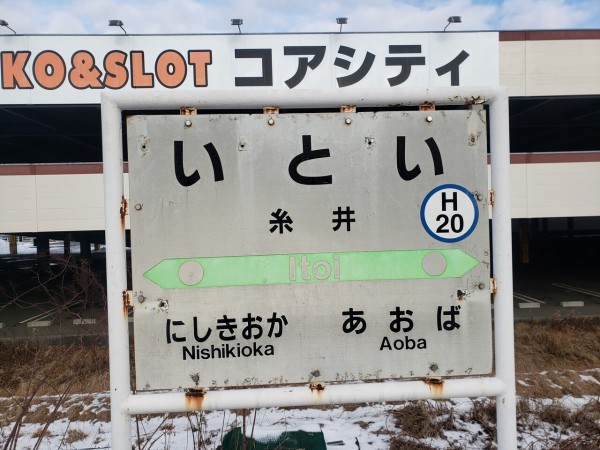 KO&SLOT コアシティ
いとい
糸井
H
20
Itoi
にしきおか あおば
Nishikioka Aoba